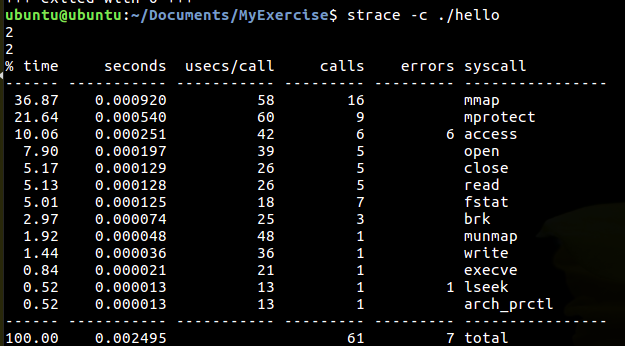 +++ exited with 0 +++
ubuntu@ubuntu:~/Documents/MyExercise$ strace -c ./hello
2
2
% time     seconds  usecs/call     calls    errors syscall
------ ----------- ----------- --------- --------- ----------------
 36.87    0.000920          58        16           mmap
 21.64    0.000540          60         9           mprotect
 10.06    0.000251          42         6         6 access
  7.90    0.000197          39         5           open
  5.17    0.000129          26         5           close
  5.13    0.000128          26         5           read
  5.01    0.000125          18         7           fstat
  2.97    0.000074          25         3           brk
  1.92    0.000048          48         1           munmap
  1.44    0.000036          36         1           write
  0.84    0.000021          21         1           execve
  0.52    0.000013          13         1         1 lseek
  0.52    0.000013          13         1           arch_prctl
------ ----------- ----------- --------- --------- ----------------
100.00    0.002495                    61         7 total